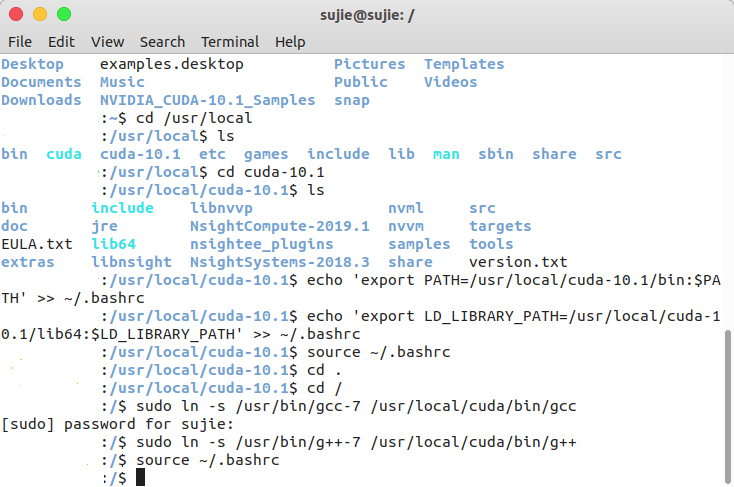 sujie@sujie: /
File Edit View Search Terminal Help
Desktop examples.desktop Pictures Templates
Documents Music Public Videos
Downloads NVIDIA_CUDA-10.1_Samples snap
:~$ cd /usr/local
:/usr/local$ ls
bin cuda cuda-10.1 etc games include lib man sbin share src
:/usr/local$ cd cuda-10.1
:/usr/local/cuda-10.1$ ls
bin include libnvvp nvml src
doc jre NsightCompute-2019.1 nvvm targets
EULA.txt lib64 nsightee_plugins samples tools
extras libnsight NsightSystems-2018.3 share version.txt
:/usr/local/cuda-10.1$ echo 'export PATH=/usr/local/cuda-10.1/bin:$PA
TH' >> ~/.bashrc
:/usr/local/cuda-10.1$ echo 'export LD_LIBRARY_PATH=/usr/local/cuda-1
0.1/lib64:$LD_LIBRARY_PATH' >> ~/.bashrc
:/usr/local/cuda-10.1$ source ~/.bashrc
:/usr/local/cuda-10.1$ cd .
:/usr/local/cuda-10.1$ cd /
:/$ sudo ln -s /usr/bin/gcc-7 /usr/local/cuda/bin/gcc
[sudo] password for sujie:
:/$ sudo ln -s /usr/bin/g++-7 /usr/local/cuda/bin/g++
:/$ source ~/.bashrc
:/$